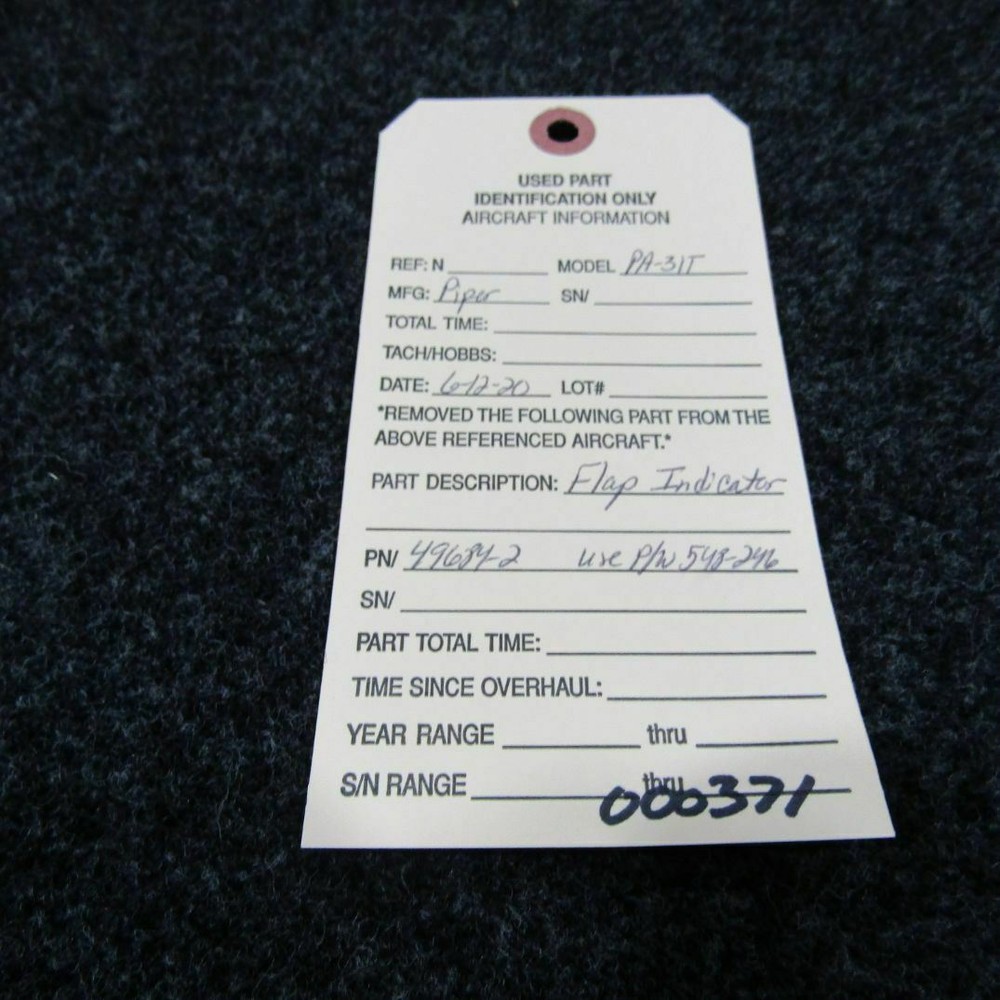 USED PART
IDENTIFICATION ONLY
AIRCRAFT INFORMATION
REF: N MODEL PA-31T
MFG: Piper SN/
TOTAL TIME:
TACH/HOBBS:
DATE: 6-12-20 LOT#
*REMOVED THE FOLLOWING PART FROM THE
ABOVE REFERENCED AIRCRAFT.*
PART DESCRIPTION: Flap Indicator
PN/ 49684-2 use P/N 548-246
SN/
PART TOTAL TIME:
TIME SINCE OVERHAUL:
YEAR RANGE thru
S/N RANGE thru
000371